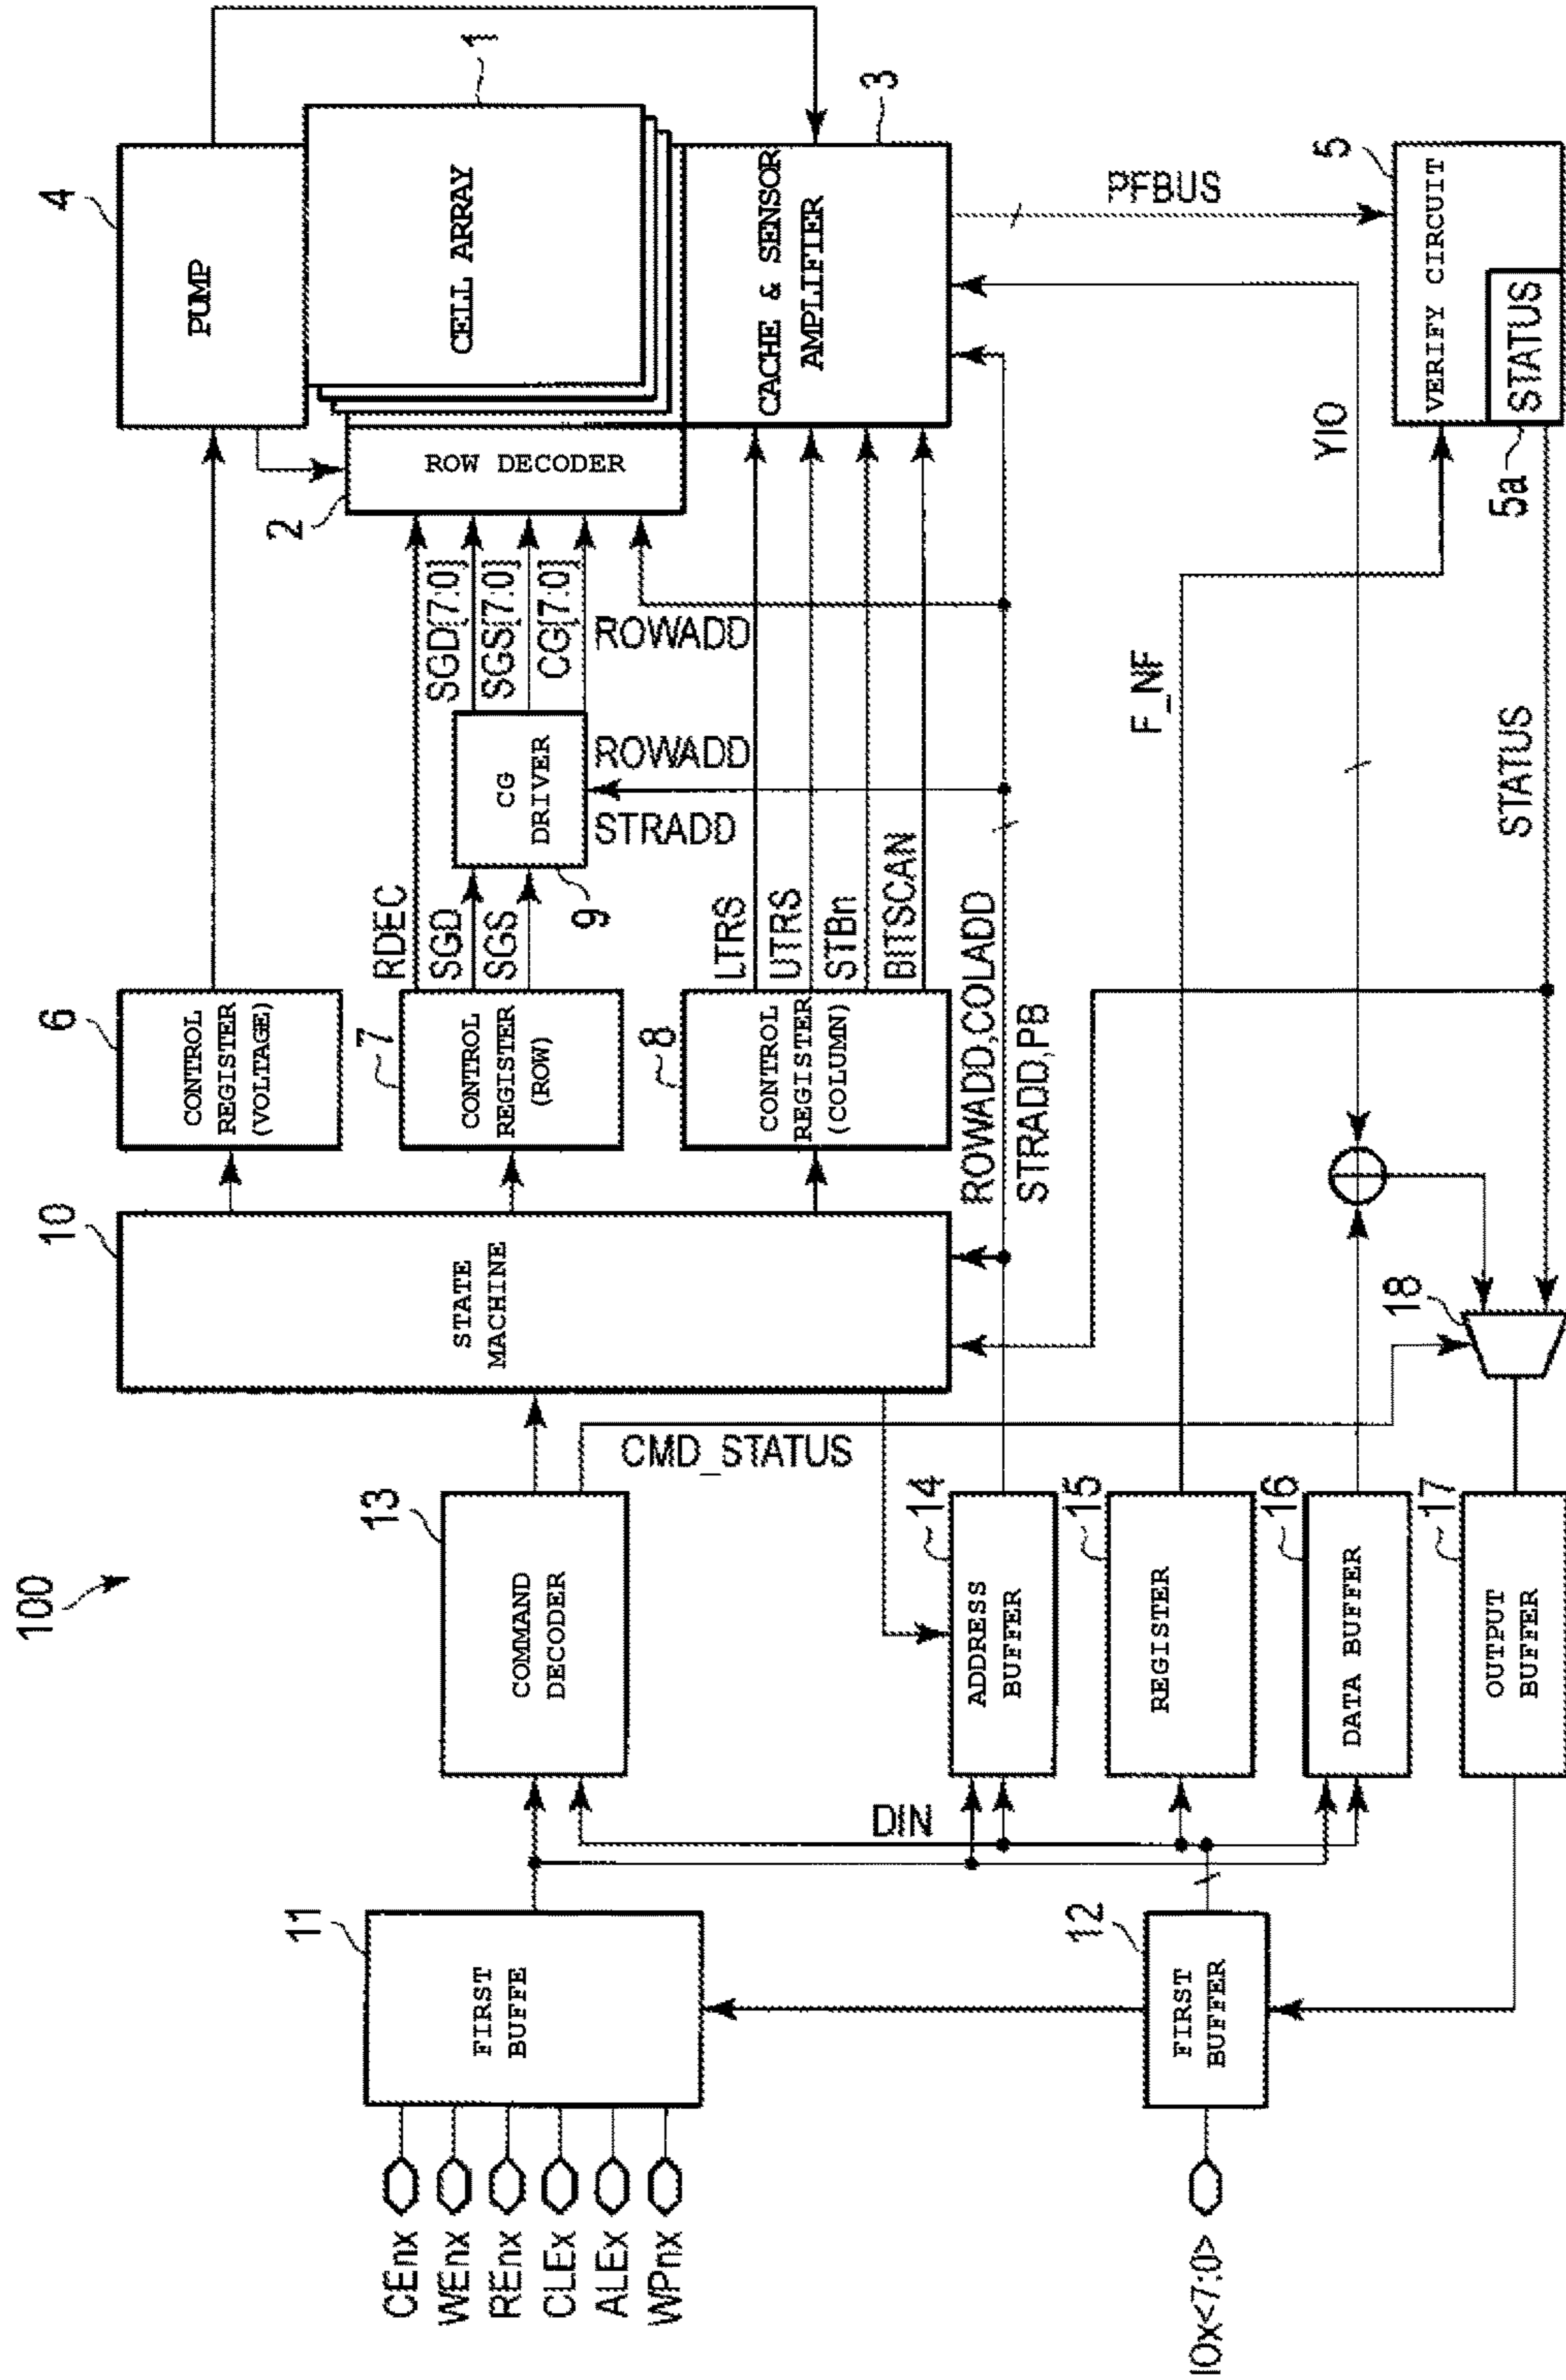 100
11
FIRST
BUFFE
CEnx
WEnx
REnx
CLEx
ALEx
WPnx
12
FIRST
BUFFER
IOx<7:0>
DIN
13
COMMAND
DECODER
CMD_STATUS
14
ADDRESS
BUFFER
15
REGISTER
16
DATA BUFFER
17
OUTPUT
BUFFER
18
10
STATE
MACHINE
6
CONTROL
REGISTER
(VOLTAGE)
7
CONTROL
REGISTER
(ROW)
8
CONTROL
REGISTER
(COLUMN)
RDEC
SGD
SGS
9
CG
DRIVER
SGD[7:0]
SGS[7:0]
CG[7:0]
ROWADD
ROWADD
STRADD
LTRS
UTRS
STBn
BITSCAN
ROWADD,COLADD
STRADD,PB
F_NF
YIO
STATUS
4
PUMP
1
CELL ARRAY
2
ROW DECODER
3
CACHE & SENSOR
AMPLIFIER
PFBUS
5
VERIFY CIRCUIT
STATUS
5a